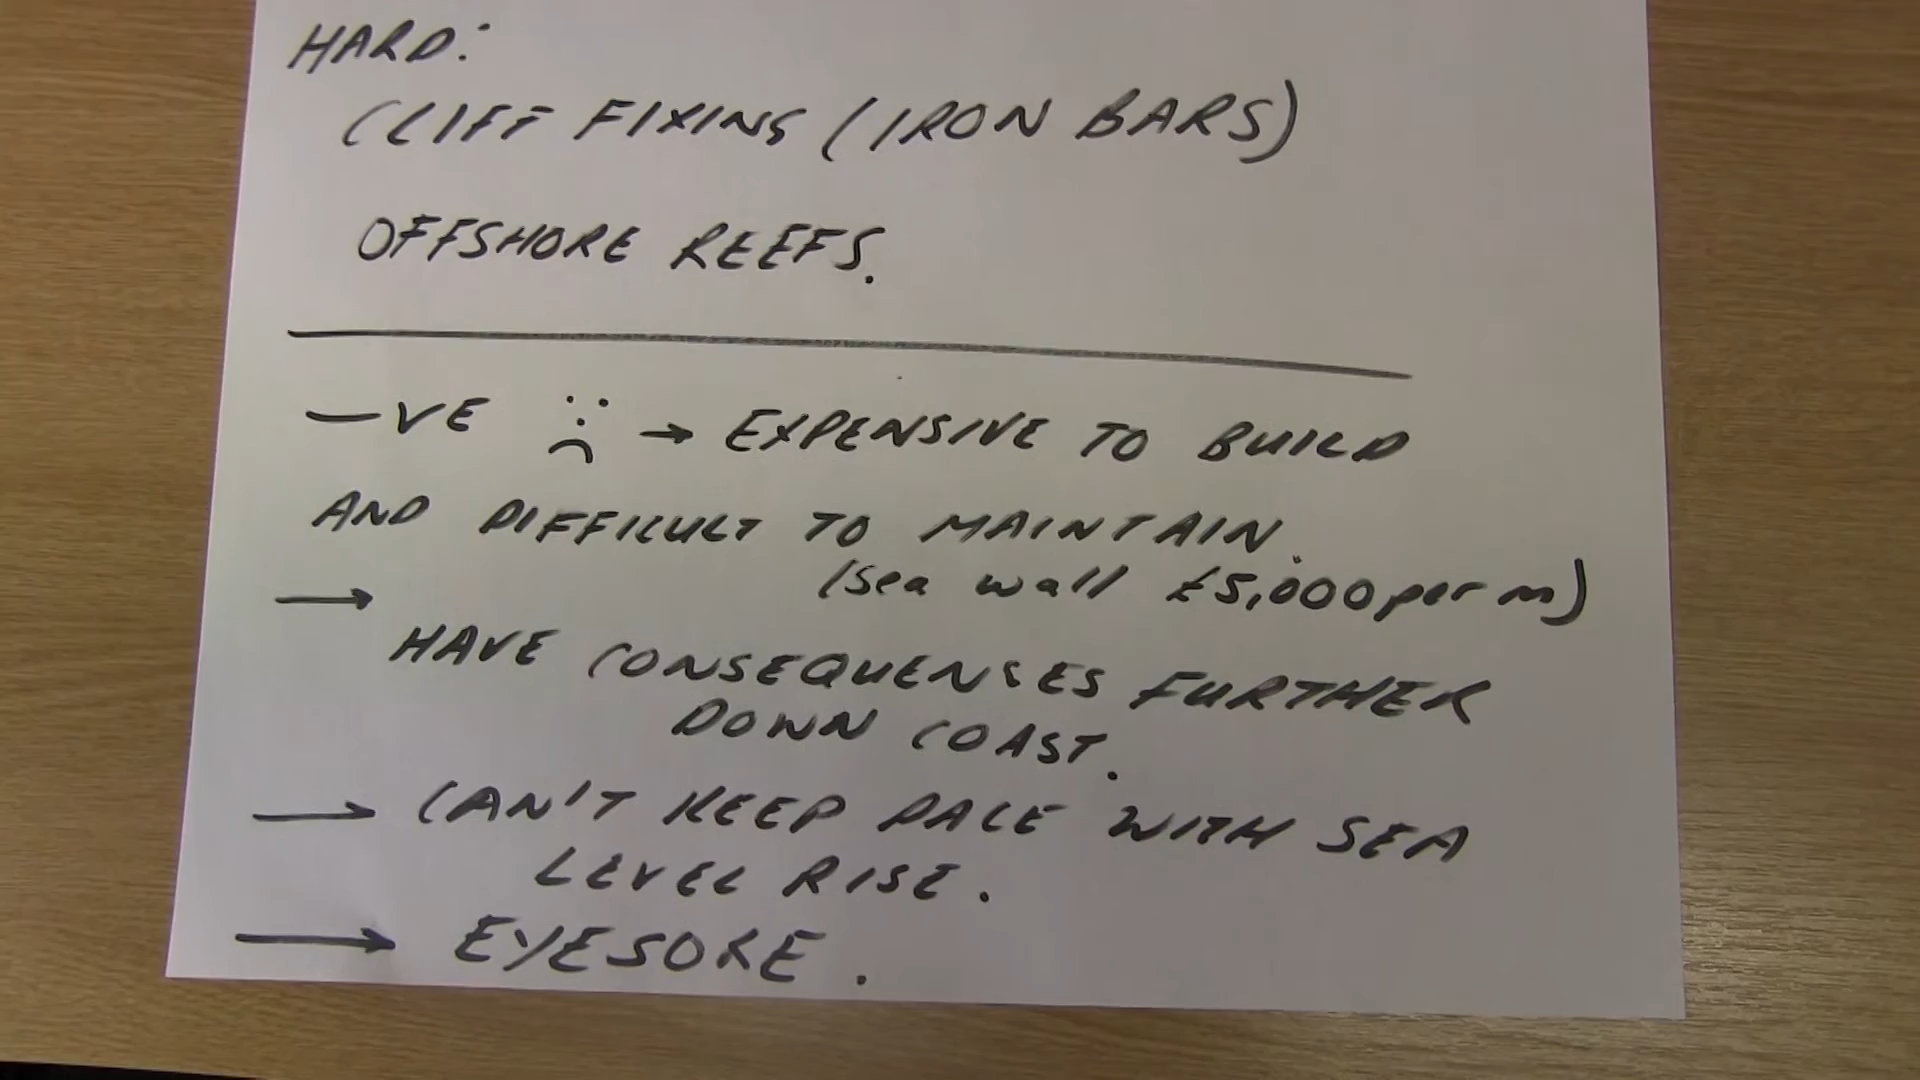 HARD:
CLIFF FIXING (IRON BARS)
OFFSHORE REEFS.
-VE → EXPENSIVE TO BUILD
AND DIFFICULT TO MAINTAIN.
(sea wall £5,000 per m)
→
HAVE CONSEQUENCES FURTHER
DOWN COAST.
→ CAN'T KEEP PACE WITH SEA
LEVEL RISE.
→ EYESORE.